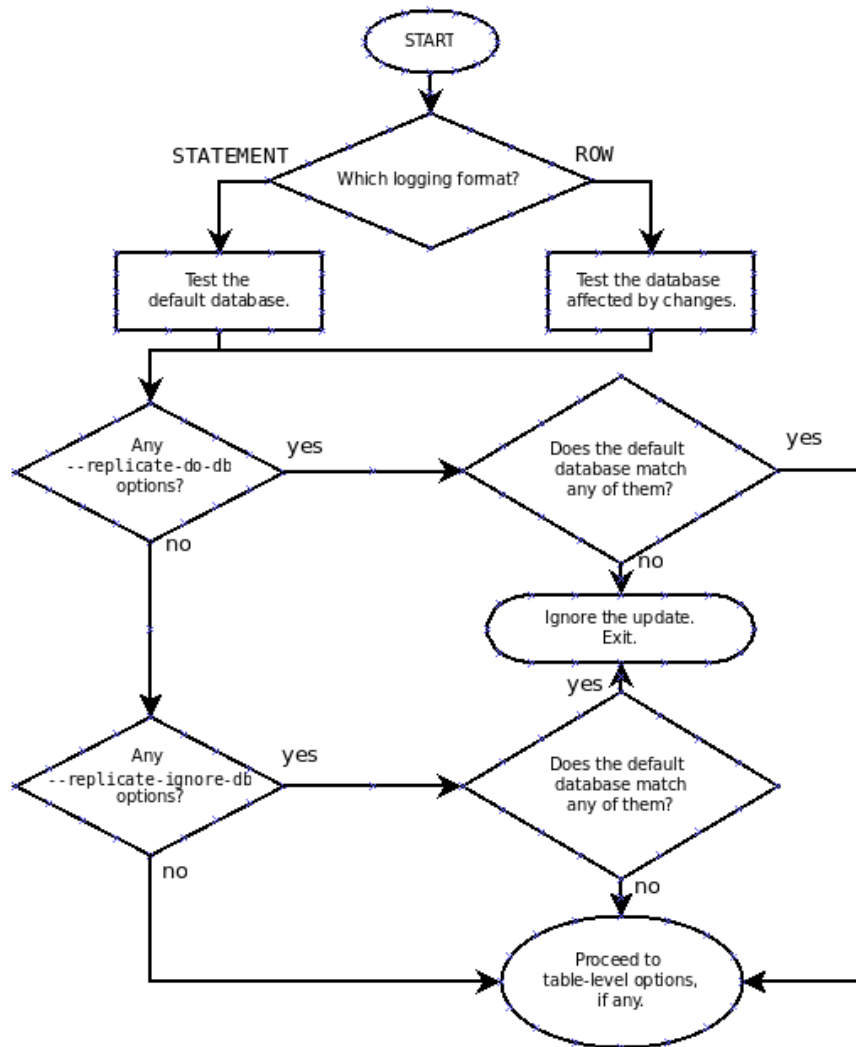 START
STATEMENT
ROW
Which logging format?
Test the
default database.
Test the database
affected by changes.
Any
--replicate-do-db
options?
yes
Does the default
database match
any of them?
yes
no
no
Ignore the update.
Exit.
yes
Any
--replicate-ignore-db
options?
yes
Does the default
database match
any of them?
no
no
Proceed to
table-level options,
if any.